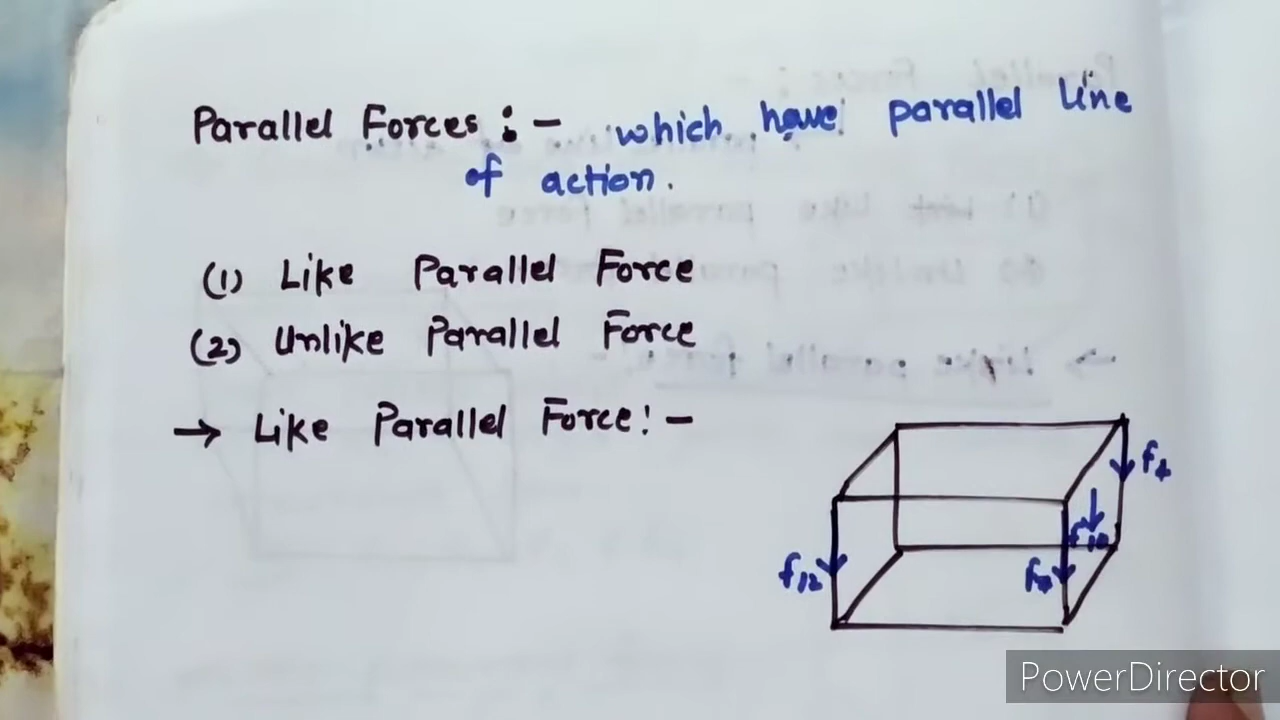 Parallel Forces :- which have parallel line
of action.
(1) Like Parallel Force
(2) Unlike Parallel Force
→ Like Parallel Force! -
f4
f10
f12
PowerDirector